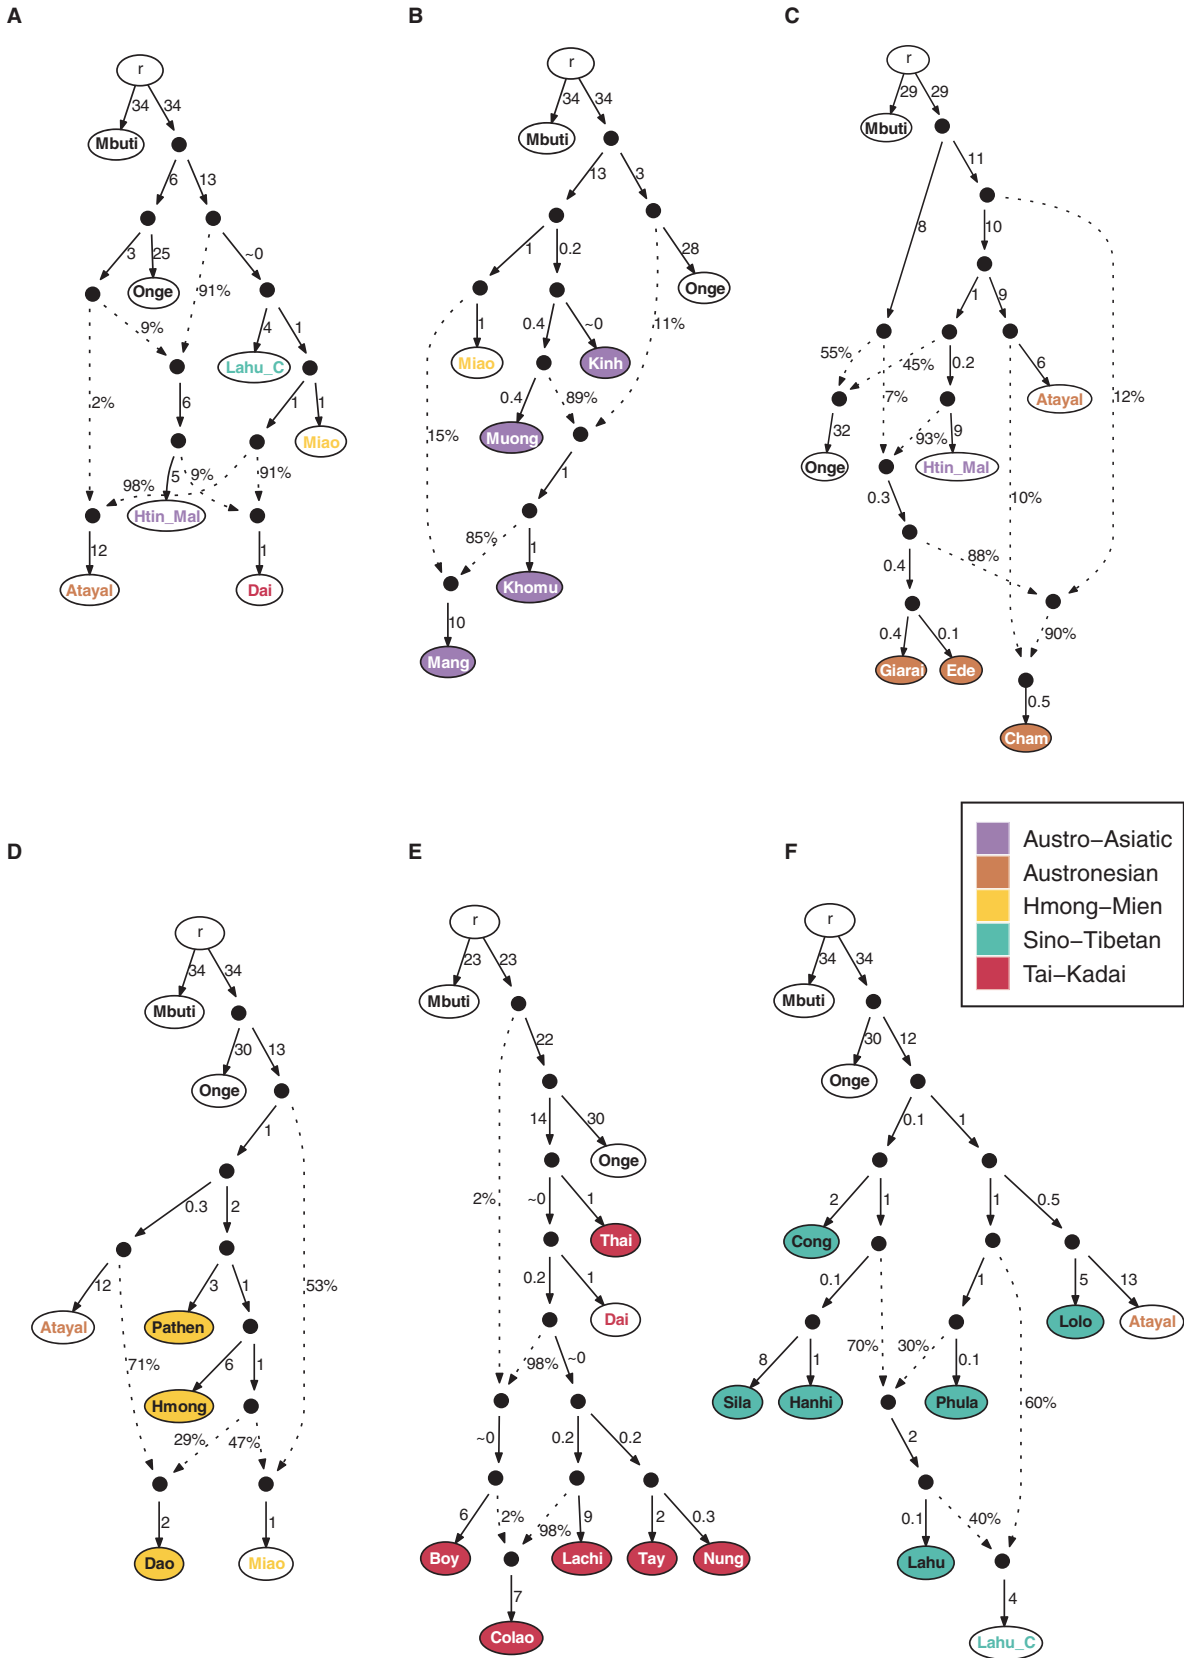 A
B
C
r
34 34
Mbuti
6 13
3 25 ~0
Onge
91%
9%
4 1
Lahu_C
2%
6
1 1
Miao
98% 5 9% 91%
Htin_Mal
12 1
Atayal
Dai
r
34 34
Mbuti
13 3
1 0.2 28
Onge
1 0.4 ~0 11%
Miao
Kinh
0.4 89%
15%
Muong
1
85% 1
Khomu
10
Mang
r
29 29
Mbuti
11
8 10
1 9
55% 45% 0.2 6
7% 12%
Atayal
32 93% 9
Onge
Htin_Mal
0.3 10%
88%
0.4
0.4 0.1 90%
Giarai
Ede
0.5
Cham
Austro−Asiatic
Austronesian
Hmong−Mien
Sino−Tibetan
Tai−Kadai
D
E
F
r
34 34
Mbuti
30 13
Onge
1
0.3 2
12 3 1 53%
Atayal
Pathen
71% 6 1
Hmong
29% 47%
2 1
Dao
Miao
r
23 23
Mbuti
22
14 30
Onge
2% ~0 1
Thai
0.2 1
Dai
98% ~0
~0 0.2 0.2
6 2% 98% 9 2 0.3
Boy
Lachi
Tay
Nung
7
Colao
r
34 34
Mbuti
30 12
Onge
0.1 1
2 1 1 0.5
Cong
0.1 1 5 13
Lolo
Atayal
70% 30% 0.1
8 1
Sila
Hanhi
Phula
60%
2
0.1 40%
Lahu
4
Lahu_C